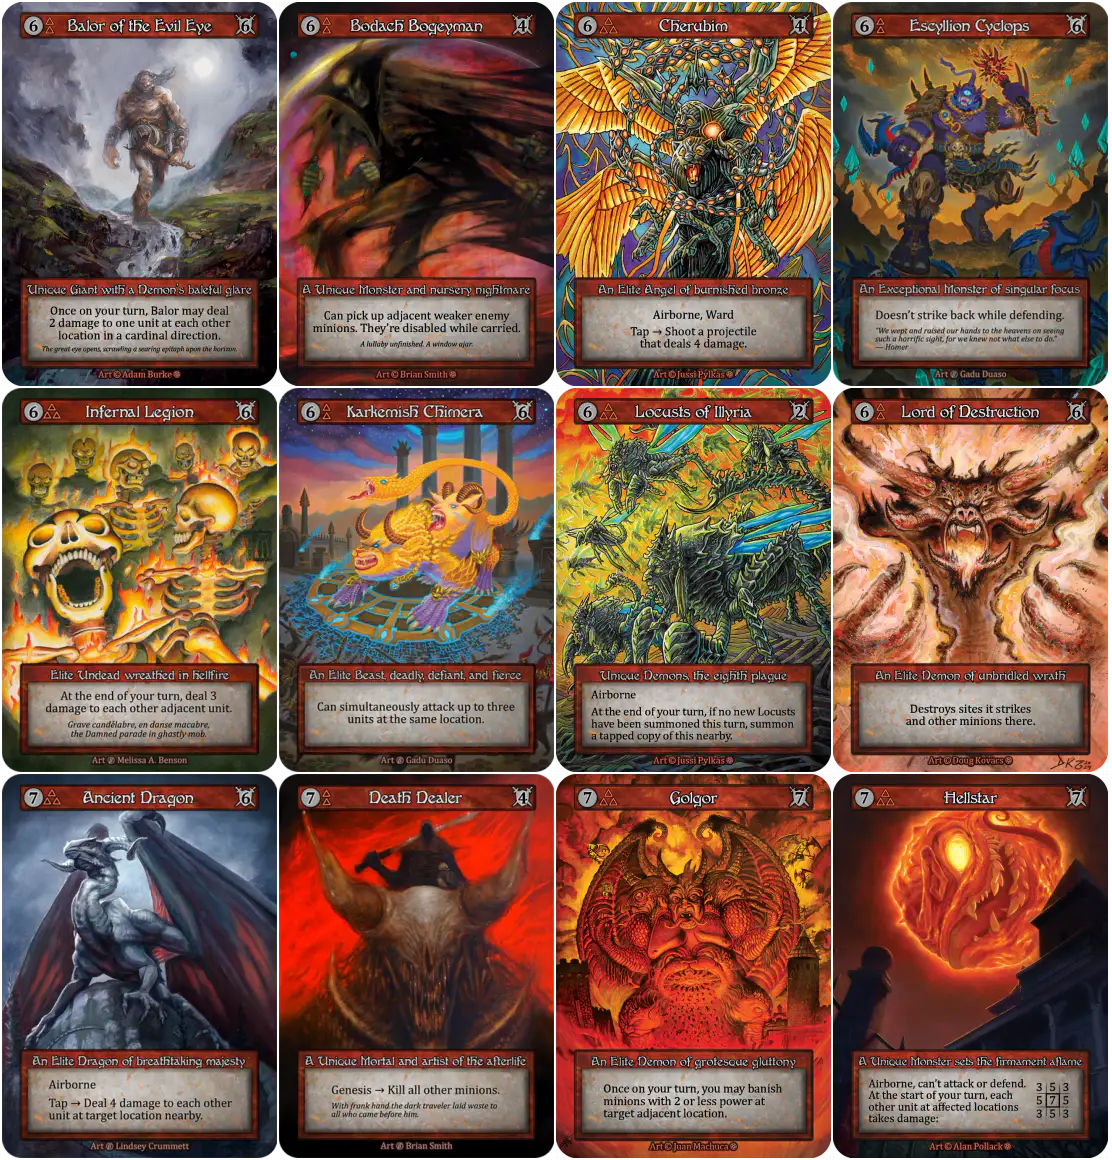 6 Balor of the Evil Eye 6
Unique Giant with a Demon's baleful glare
Once on your turn, Balor may deal
2 damage to one unit at each other
location in a cardinal direction.
The great eye opens, scrawling a searing epitaph upon the horizon.
Art © Adam Burke
6 Bodach Bogeyman 4
A Unique Monster and nursery nightmare
Can pick up adjacent weaker enemy
minions. They're disabled while carried.
A lullaby unfinished. A window ajar.
Art © Brian Smith
6 Cherubim 4
An Elite Angel of burnished bronze
Airborne, Ward
Tap → Shoot a projectile
that deals 4 damage.
Art © Jussi Pylkäs
6 Escyllion Cyclops 6
An Exceptional Monster of singular focus
Doesn't strike back while defending.
"We wept and raised our hands to the heavens on seeing
such a horrific sight, for we knew not what else to do."
— Homer
Art Gadu Duaso
6 Infernal Legion 6
Elite Undead wreathed in hellfire
At the end of your turn, deal 3
damage to each other adjacent unit.
Grave candélabre, en danse macabre,
the Damned parade in ghastly mob.
Art Melissa A. Benson
6 Karkemish Chimera 6
An Elite Beast, deadly, defiant, and fierce
Can simultaneously attack up to three
units at the same location.
Art Gadu Duaso
6 Locusts of Illyria 2
Unique Demons, the eighth plague
Airborne
At the end of your turn, if no new Locusts
have been summoned this turn, summon
a tapped copy of this nearby.
Art © Jussi Pylkäs
6 Lord of Destruction 6
An Elite Demon of unbridled wrath
Destroys sites it strikes
and other minions there.
Art © Doug Kovacs
7 Ancient Dragon 6
An Elite Dragon of breathtaking majesty
Airborne
Tap → Deal 4 damage to each other
unit at target location nearby.
Art Lindsey Crummett
7 Death Dealer 4
A Unique Mortal and artist of the afterlife
Genesis → Kill all other minions.
With frank hand the dark traveler laid waste to
all who came before him.
Art Brian Smith
7 Golgor 7
An Elite Demon of grotesque gluttony
Once on your turn, you may banish
minions with 2 or less power at
target adjacent location.
Art © Juan Machuca
7 Hellstar 7
A Unique Monster sets the firmament aflame
Airborne, can't attack or defend.
At the start of your turn, each
other unit at affected locations
takes damage:
3 5 3
5 7 5
3 5 3
Art © Alan Pollack